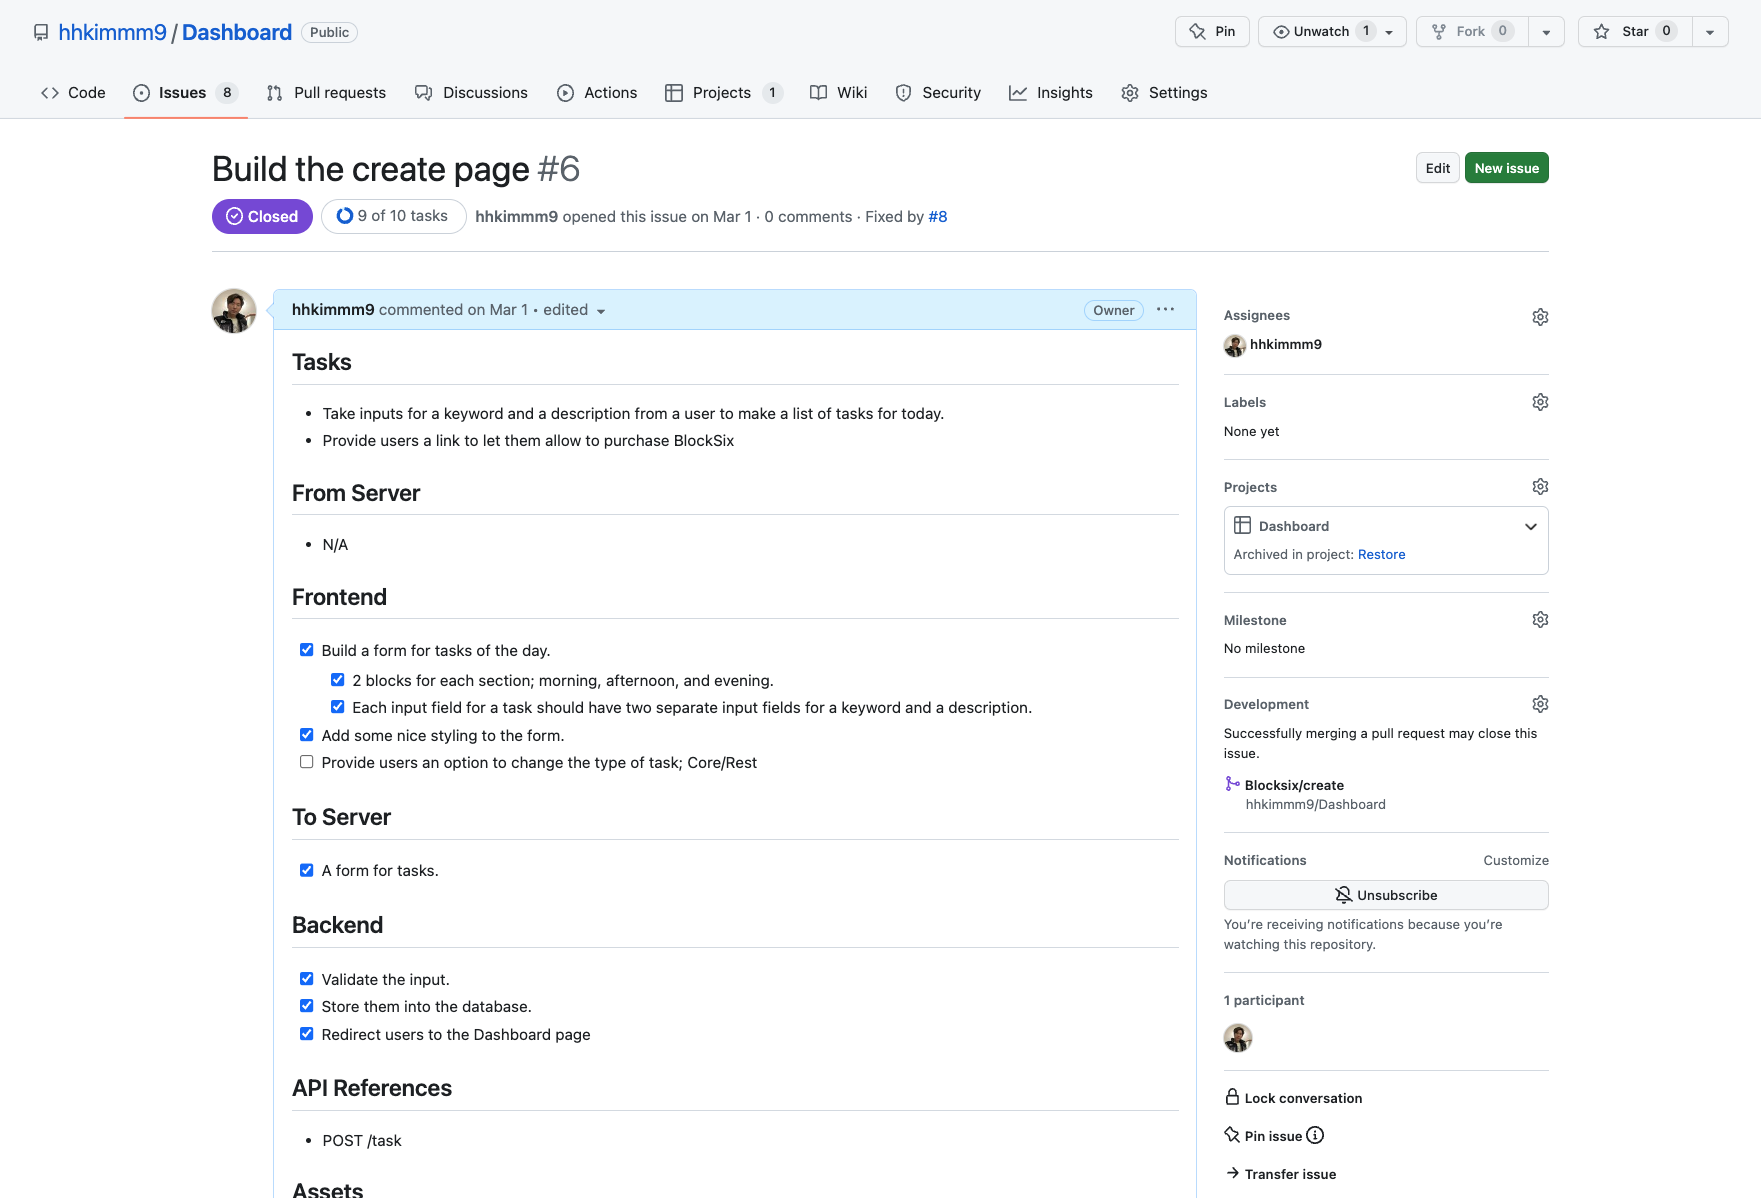 hhkimmm9 / Dashboard Public
Pin
Unwatch 1
Fork 0
Star 0
Code
Issues 8
Pull requests
Discussions
Actions
Projects 1
Wiki
Security
Insights
Settings
Build the create page #6
Edit
New issue
Closed
9 of 10 tasks
hhkimmm9 opened this issue on Mar 1 · 0 comments · Fixed by #8
hhkimmm9 commented on Mar 1 • edited
Owner
Tasks
• Take inputs for a keyword and a description from a user to make a list of tasks for today.
• Provide users a link to let them allow to purchase BlockSix
From Server
• N/A
Frontend
Build a form for tasks of the day.
2 blocks for each section; morning, afternoon, and evening.
Each input field for a task should have two separate input fields for a keyword and a description.
Add some nice styling to the form.
Provide users an option to change the type of task; Core/Rest
To Server
A form for tasks.
Backend
Validate the input.
Store them into the database.
Redirect users to the Dashboard page
API References
• POST /task
Assets
Assignees
hhkimmm9
Labels
None yet
Projects
Dashboard
Archived in project: Restore
Milestone
No milestone
Development
Successfully merging a pull request may close this
issue.
Blocksix/create
hhkimmm9/Dashboard
Notifications
Customize
Unsubscribe
You're receiving notifications because you're
watching this repository.
1 participant
Lock conversation
Pin issue
Transfer issue